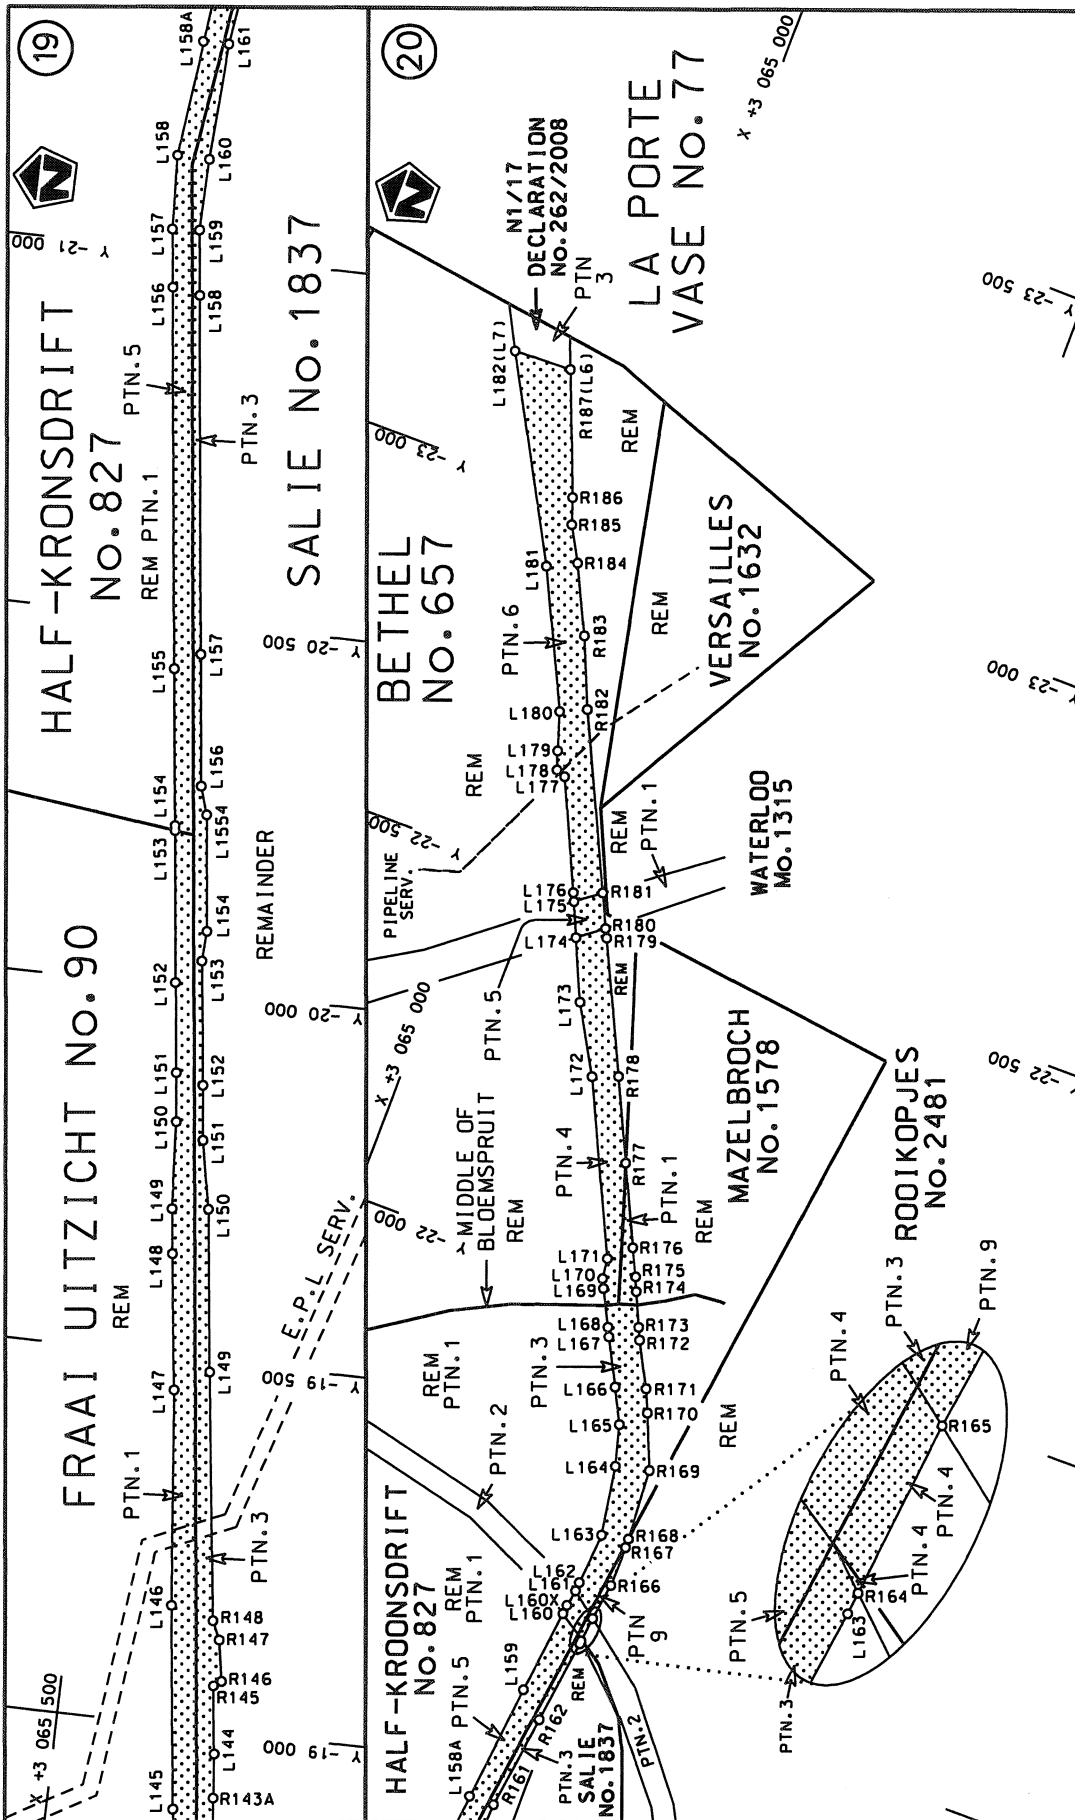 19
N
HALF-KRONSDRIFT
No.827
REM PTN.1
PTN.5
PTN.3
SALIE No.1837
FRAAI UITZICHT No.90
REM
REMAINDER
PTN.1
PTN.3
E.P.L SERV.
L145
L146
L147
L148
L149
L150
L151
L152
L153
L154
L155
L156
L157
L158
L158A
R143A
L144
R145
R146
R147
R148
L149
L150
L151
L152
L153
L154
L1554
L156
L157
L158
L159
L160
L161
X +3 065 500
Y -19 000
Y -19 500
Y -20 000
Y -20 500
Y -21 000
20
N
N1/17
DECLARATION
No.262/2008
PTN
3
LA PORTE
VASE No.77
X +3 065 000
BETHEL
No.657
REM
PTN.6
REM
REM
VERSAILLES
No.1632
REM
PTN.1
WATERLOO
Mo.1315
PIPELINE
SERV.
PTN.5
X +3 065 000
REM
MIDDLE OF
BLOEMSPRUIT
REM
PTN.4
PTN.1
REM
MAZELBROCH
No.1578
ROOIKOPJES
No.2481
REM
PTN.1
PTN.3
PTN.2
REM
HALF-KROONSDRIFT
No.827
REM
PTN.1
PTN.5
PTN
9
REM
PTN.3
SALIE
No.1837
PTN.2
L158A
L159
L160
L160X
L161
L162
L163
L164
L165
L166
L167
L168
L169
L170
L171
L172
L173
L174
L175
L176
L177
L178
L179
L180
L181
L182(L7)
R161
R162
R166
R167
R168
R169
R170
R171
R172
R173
R174
R175
R176
R177
R178
R179
R180
R181
R182
R183
R184
R185
R186
R187(L6)
Y -22 000
Y -22 500
Y -23 000
Y -22 500
Y -23 000
Y -23 500
PTN.5
PTN.4
PTN.3
PTN.9
PTN.3
PTN.4
PTN.4
L163
R164
R165